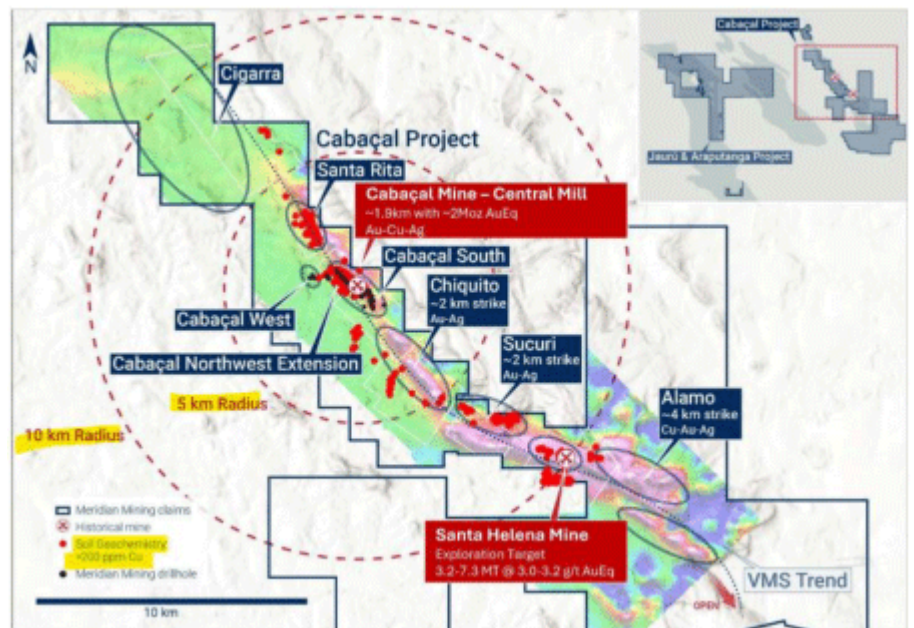 N
Cigarra
Cabaçal Project
Santa Rita
Cabaçal Mine – Central Mill
~1.9km with ~2Moz AuEq
Au-Cu-Ag
Cabaçal South
Chiquito
~2 km strike
Au-Ag
Cabaçal West
Cabaçal Northwest Extension
Sucuri
~2 km strike
Au-Ag
Alamo
~4 km strike
Cu-Au-Ag
5 km Radius
10 km Radius
Meridian Mining claims
Historical mine
Soil Geochemistry
>200 ppm Cu
Meridian Mining drillhole
10 km
Santa Helena Mine
Exploration Target
3.2-7.3 MT @ 3.0-3.2 g/t AuEq
VMS Trend
OPEN
Cabaçal Project
Jauru & Araputanga Project